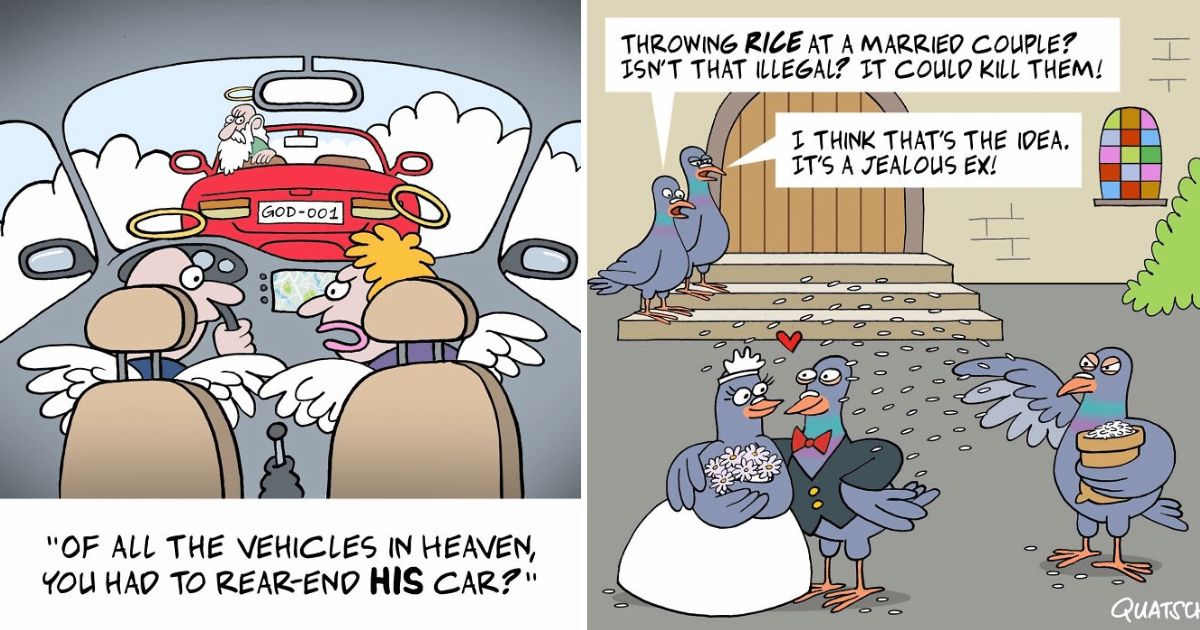 GOD-001
"OF ALL THE VEHICLES IN HEAVEN,
YOU HAD TO REAR-END HIS CAR?"
THROWING RICE AT A MARRIED COUPLE?
ISN'T THAT ILLEGAL? IT COULD KILL THEM!
I THINK THAT'S THE IDEA.
IT'S A JEALOUS EX!
QUATSCH